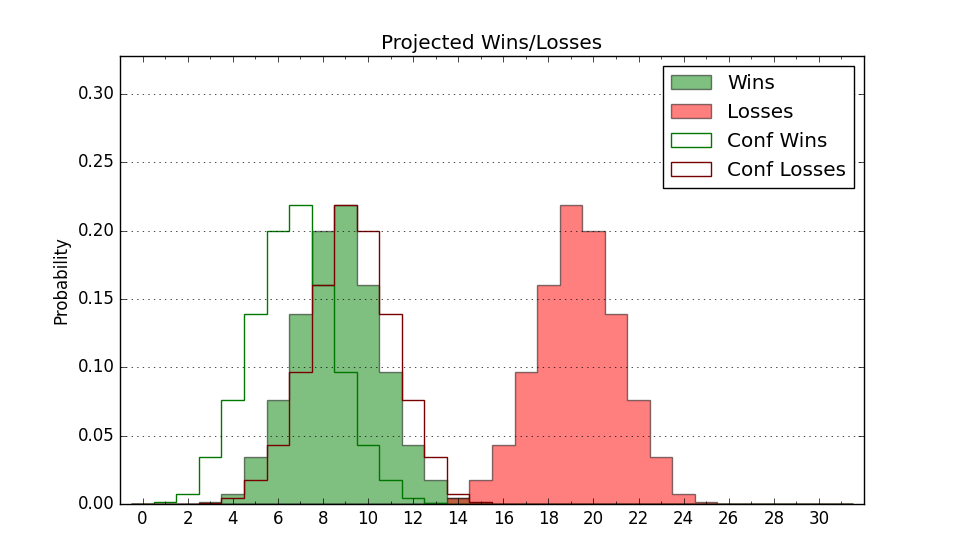 Projected Wins/Losses
Wins
Losses
Conf Wins
Conf Losses
Probability
0.30
0.25
0.20
0.15
0.10
0.05
0.00
0 2 4 6 8 10 12 14 16 18 20 22 24 26 28 30